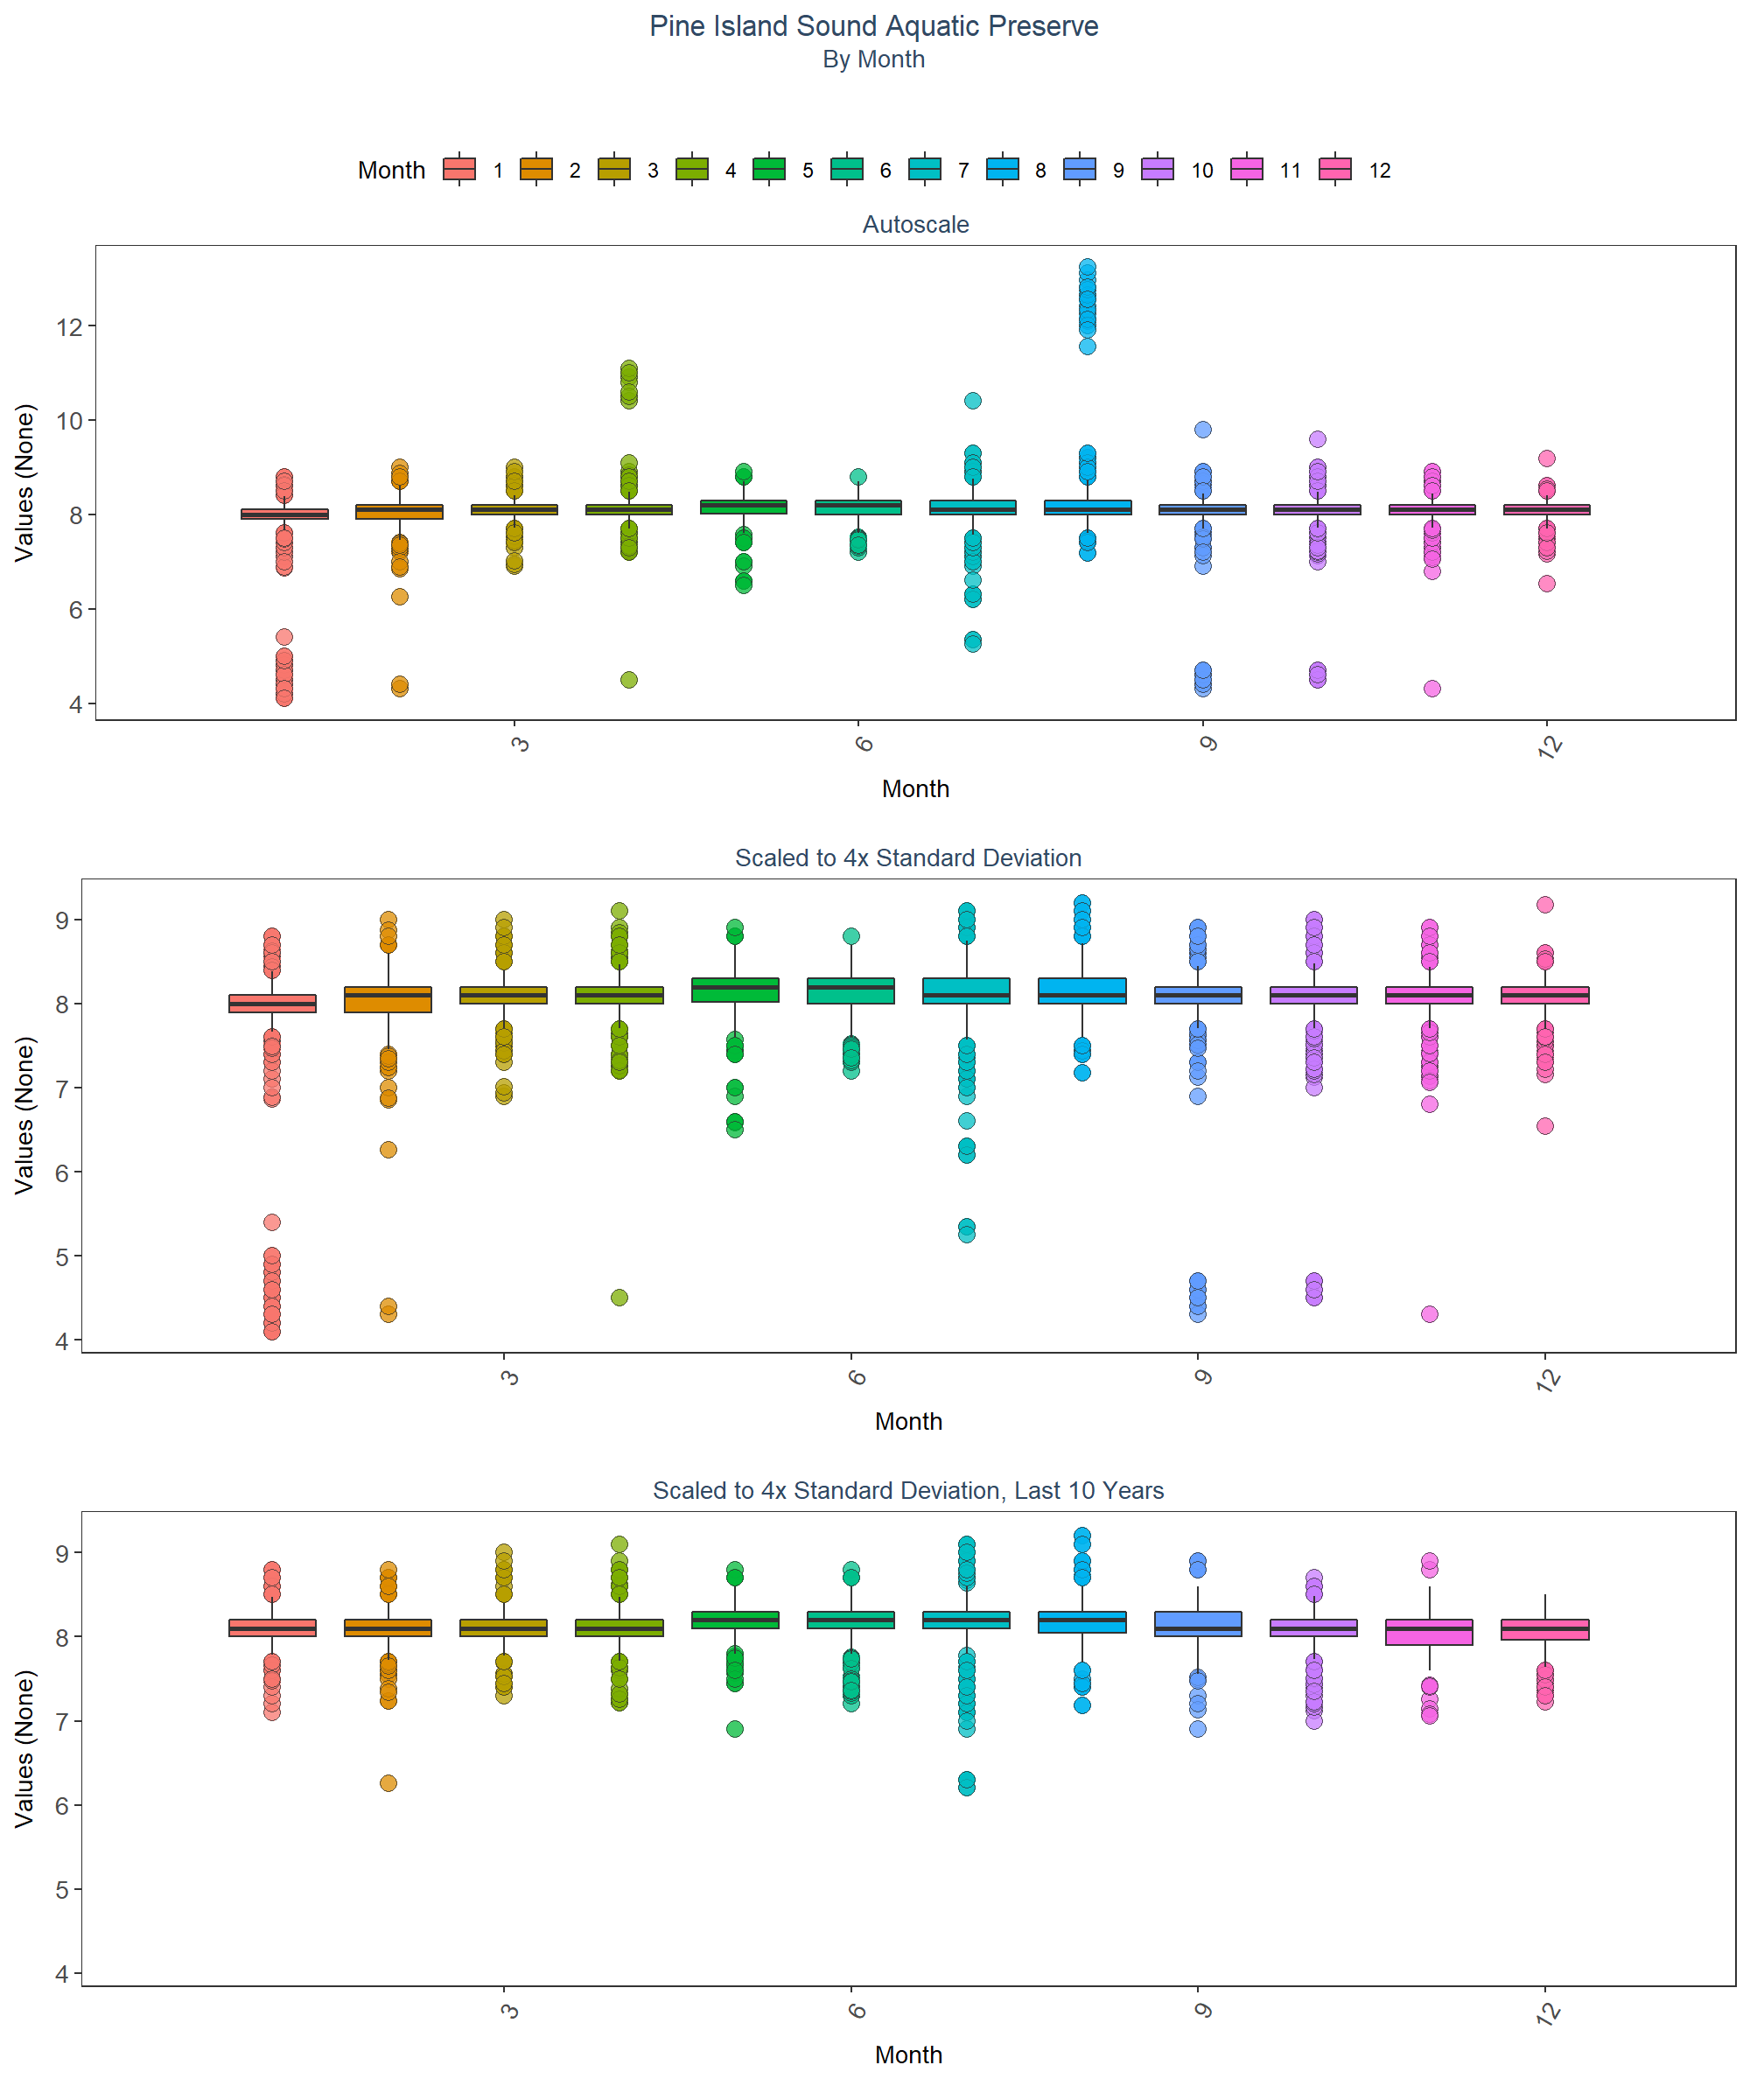 Pine Island Sound Aquatic Preserve
By Month
Month 1 2 3 4 5 6 7 8 9 10 11 12
Autoscale
Values (None)
12
10
8
6
4
3 6 9 12
Month
Scaled to 4x Standard Deviation
Values (None)
9
8
7
6
5
4
3 6 9 12
Month
Scaled to 4x Standard Deviation, Last 10 Years
Values (None)
9
8
7
6
5
4
3 6 9 12
Month